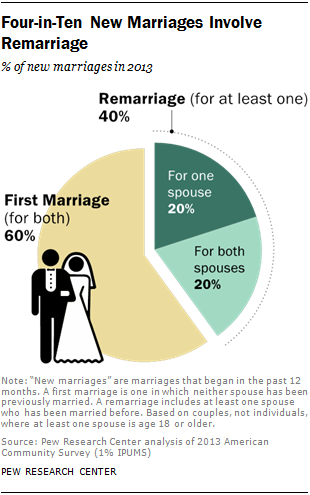 Four-in-Ten New Marriages Involve
Remarriage
% of new marriages in 2013
Remarriage (for at least one)
40%
For one
spouse
20%
First Marriage
(for both)
60%
For both
spouses
20%
Note: “New marriages” are marriages that began in the past 12
months. A first marriage is one in which neither spouse has been
previously married. A remarriage includes at least one spouse
who has been married before. Based on couples, not individuals,
where at least one spouse is age 18 or older.
Source: Pew Research Center analysis of 2013 American
Community Survey (1% IPUMS)
PEW RESEARCH CENTER